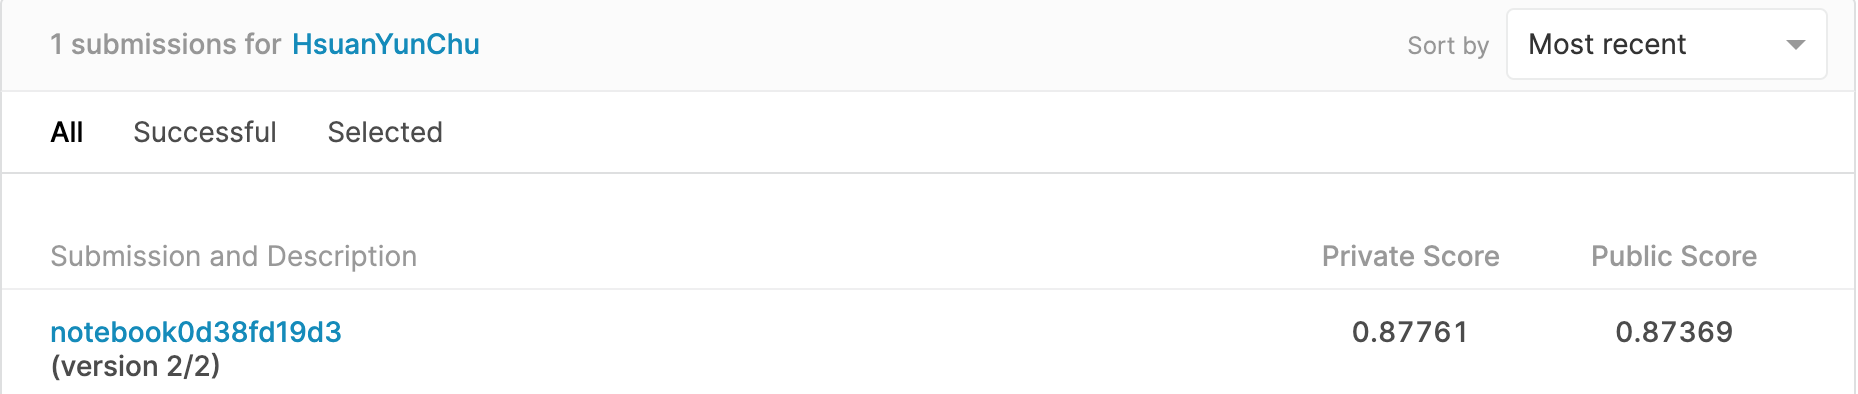 1 submissions for HsuanYunChu
Sort by Most recent
All Successful Selected
Submission and Description Private Score Public Score
notebook0d38fd19d3 0.87761 0.87369
(version 2/2)